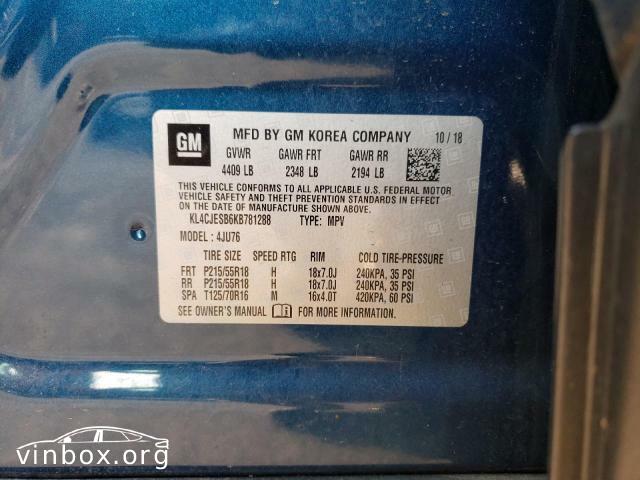 GM
MFD BY GM KOREA COMPANY 10 / 18
GVWR GAWR FRT GAWR RR
4409 LB 2348 LB 2194 LB
THIS VEHICLE CONFORMS TO ALL APPLICABLE U.S. FEDERAL MOTOR
VEHICLE SAFETY AND THEFT PREVENTION STANDARDS IN EFFECT ON
THE DATE OF MANUFACTURE SHOWN ABOVE.
KL4CJESB6KB781288 TYPE: MPV
MODEL : 4JU76
TIRE SIZE SPEED RTG RIM COLD TIRE-PRESSURE
FRT P215/55R18 H 18x7.0J 240KPA, 35 PSI
RR P215/55R18 H 18x7.0J 240KPA, 35 PSI
SPA T125/70R16 M 16x4.0T 420KPA, 60 PSI
SEE OWNER'S MANUAL FOR MORE INFORMATION.
vinbox.org